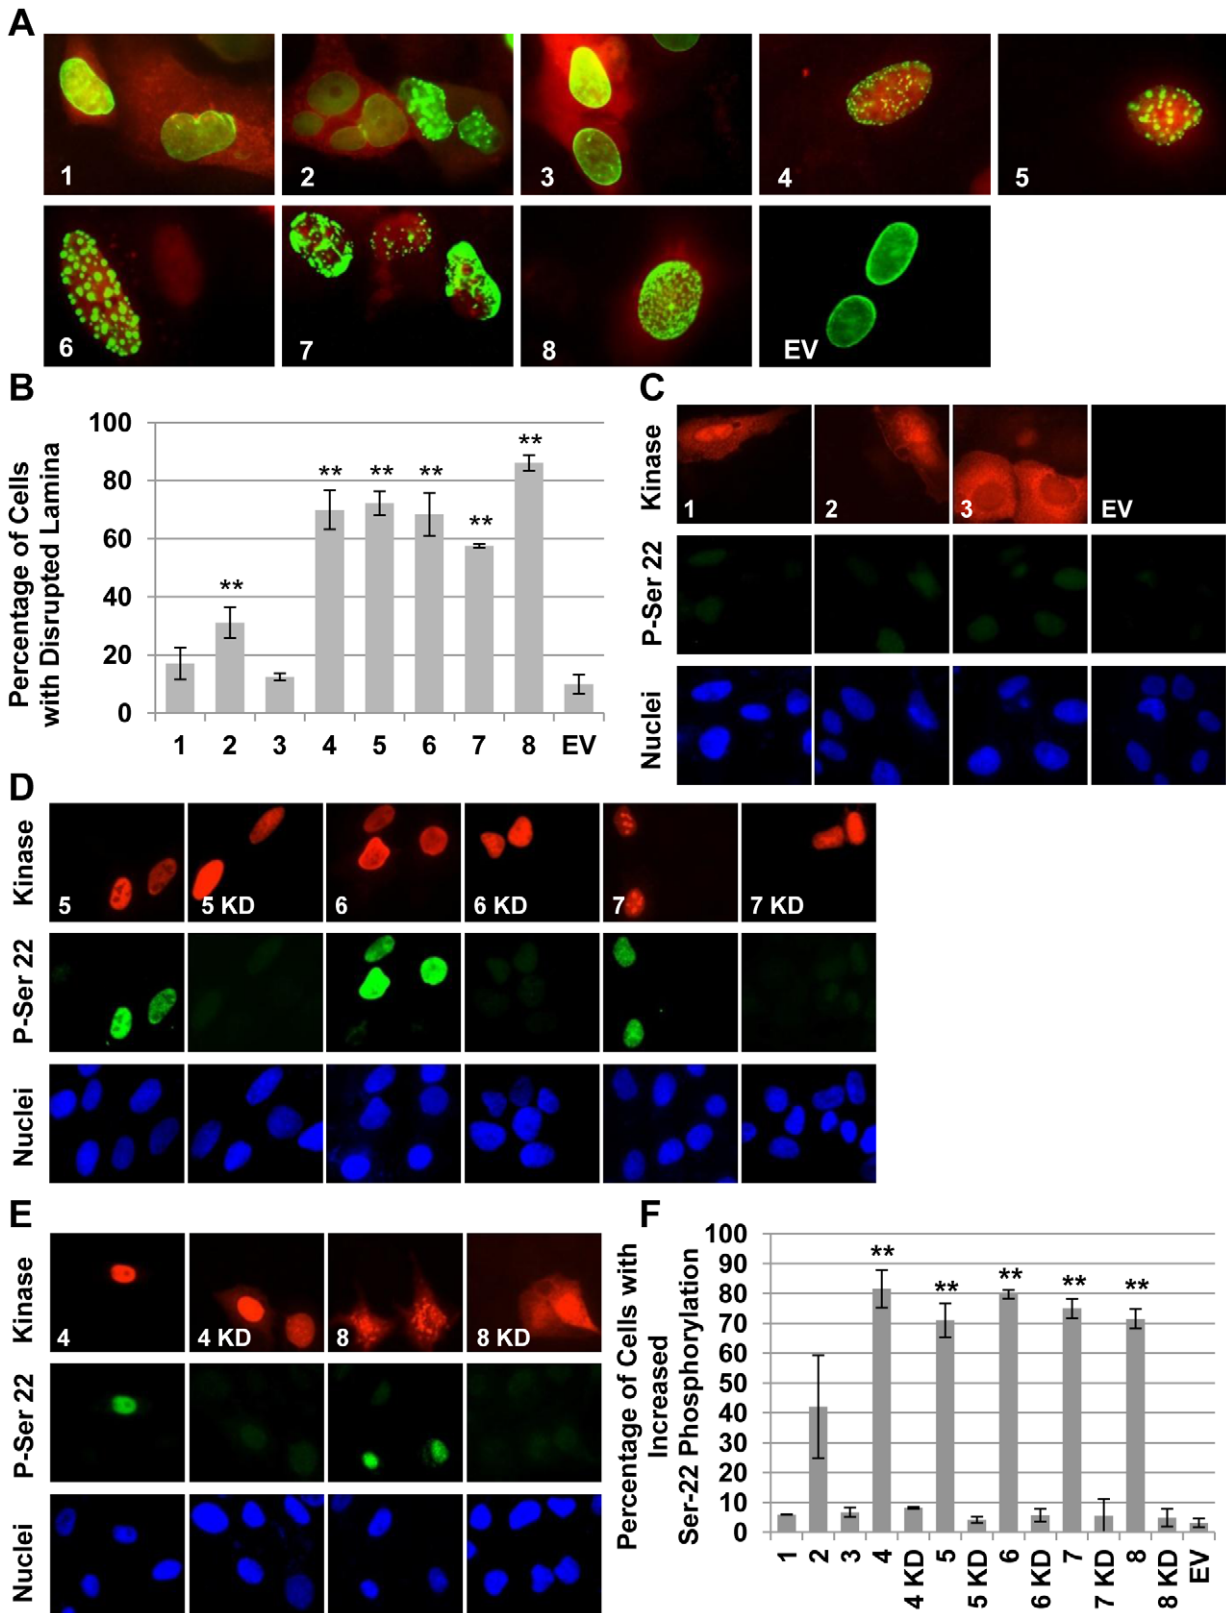 A
1
2
3
4
5
6
7
8
EV
B
Percentage of Cells
with Disrupted Lamina
100
80
60
40
20
0
**
**
**
**
**
**
1 2 3 4 5 6 7 8 EV
C
Kinase
1
2
3
EV
P-Ser 22
Nuclei
D
Kinase
5
5 KD
6
6 KD
7
7 KD
P-Ser 22
Nuclei
E
Kinase
4
4 KD
8
8 KD
P-Ser 22
Nuclei
F
Percentage of Cells with
Increased
Ser-22 Phosphorylation
100
90
80
70
60
50
40
30
20
10
0
**
**
**
**
**
1
2
3
4
4 KD
5
5 KD
6
6 KD
7
7 KD
8
8 KD
EV